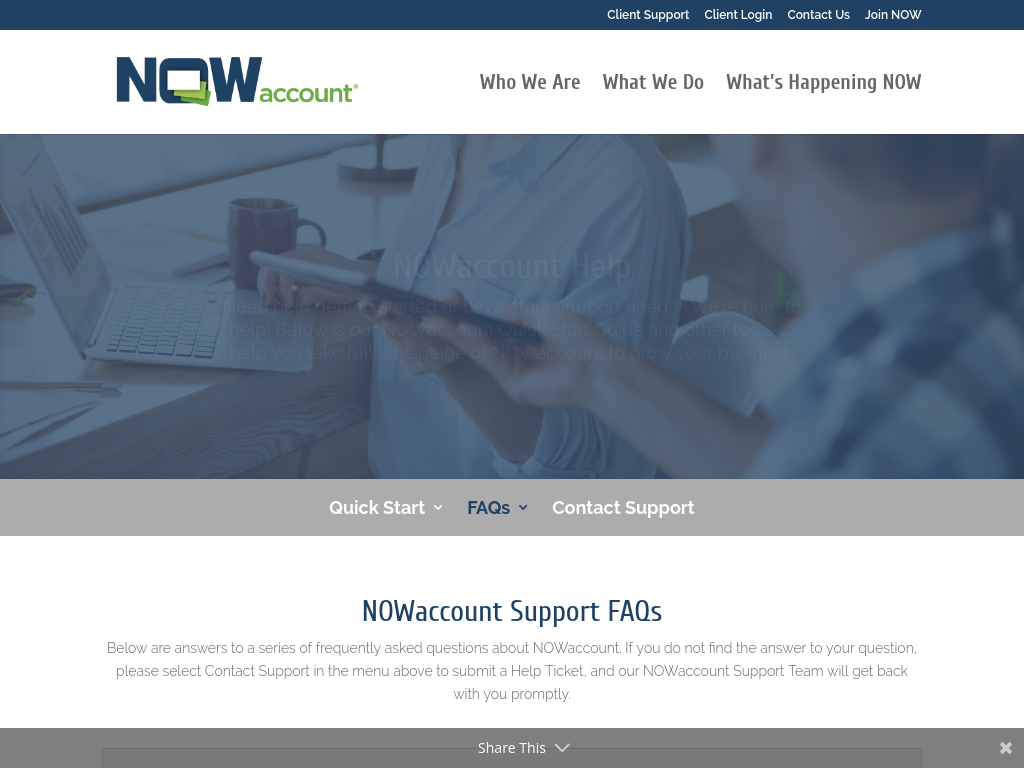 Client Support Client Login Contact Us Join NOW
NOWaccount®
Who We Are What We Do What's Happening NOW
NOWaccount Help
Need help getting started or have other support needs? We're here to
help! Below is our NOWaccount Quick Start Guide and other tools to
help you take full advantage of NOWaccount to grow your business.
Quick Start FAQs Contact Support
NOWaccount Support FAQs
Below are answers to a series of frequently asked questions about NOWaccount. If you do not find the answer to your question,
please select Contact Support in the menu above to submit a Help Ticket, and our NOWaccount Support Team will get back
with you promptly.
Share This